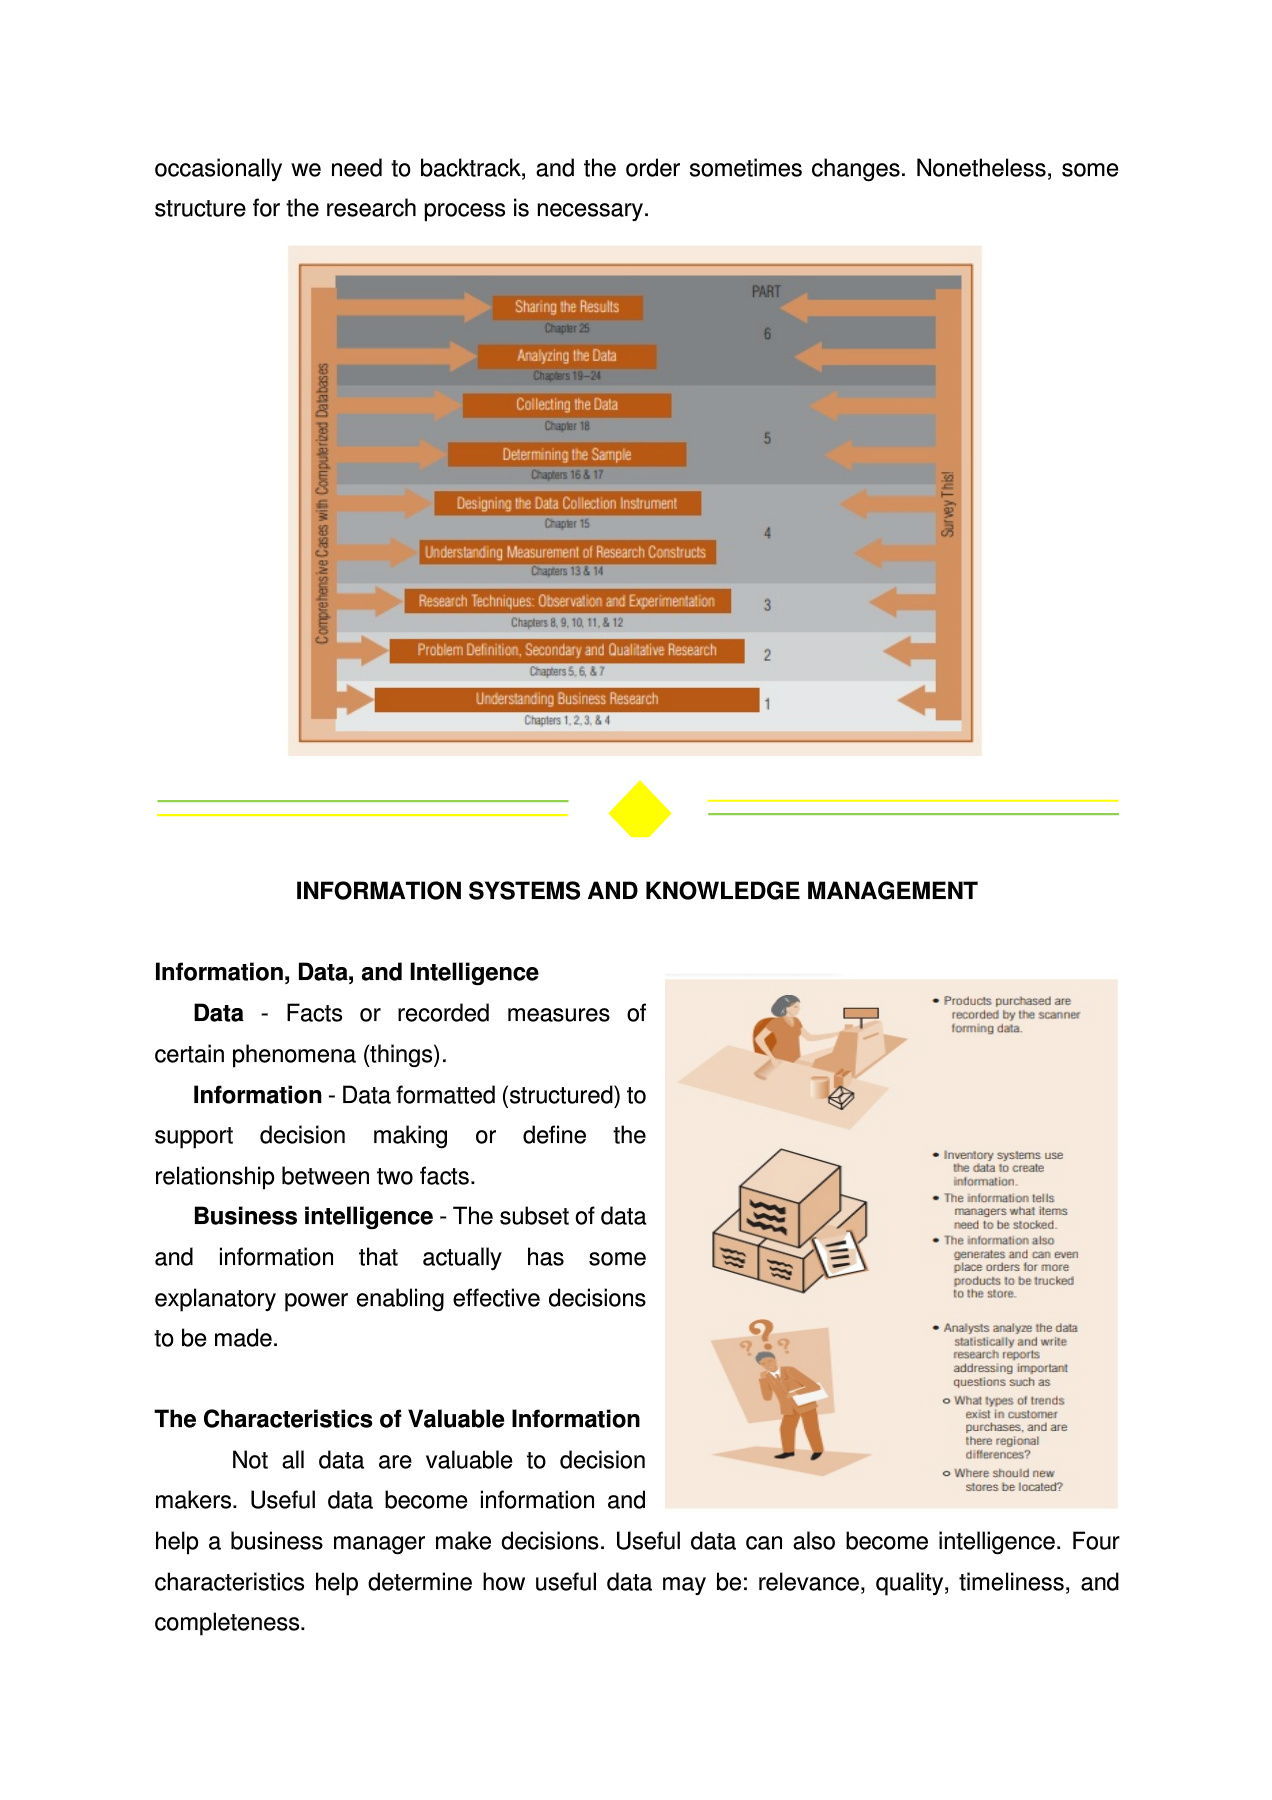 occasionally we need to backtrack, and the order sometimes changes. Nonetheless, some
structure for the research process is necessary.
Comprehensive Cases with Computerized Databases
PART
Sharing the Results
Chapter 25
6
Analyzing the Data
Chapters 19–24
Collecting the Data
Chapter 18
5
Determining the Sample
Chapters 16 & 17
Designing the Data Collection Instrument
Chapter 15
4
Understanding Measurement of Research Constructs
Chapters 13 & 14
Research Techniques: Observation and Experimentation
3
Chapters 8, 9, 10, 11, & 12
Problem Definition, Secondary and Qualitative Research
2
Chapters 5, 6, & 7
Understanding Business Research
1
Chapters 1, 2, 3, & 4
Survey This!
INFORMATION SYSTEMS AND KNOWLEDGE MANAGEMENT
Information, Data, and Intelligence
Data - Facts or recorded measures of
certain phenomena (things).
Information - Data formatted (structured) to
support decision making or define the
relationship between two facts.
Business intelligence - The subset of data
and information that actually has some
explanatory power enabling effective decisions
to be made.
• Products purchased are
recorded by the scanner
forming data.
• Inventory systems use
the data to create
information.
• The information tells
managers what items
need to be stocked.
• The information also
generates and can even
place orders for more
products to be trucked
to the store.
? ? ?
• Analysts analyze the data
statistically and write
research reports
addressing important
questions such as
o What types of trends
exist in customer
purchases, and are
there regional
differences?
o Where should new
stores be located?
The Characteristics of Valuable Information
Not all data are valuable to decision
makers. Useful data become information and
help a business manager make decisions. Useful data can also become intelligence. Four
characteristics help determine how useful data may be: relevance, quality, timeliness, and
completeness.